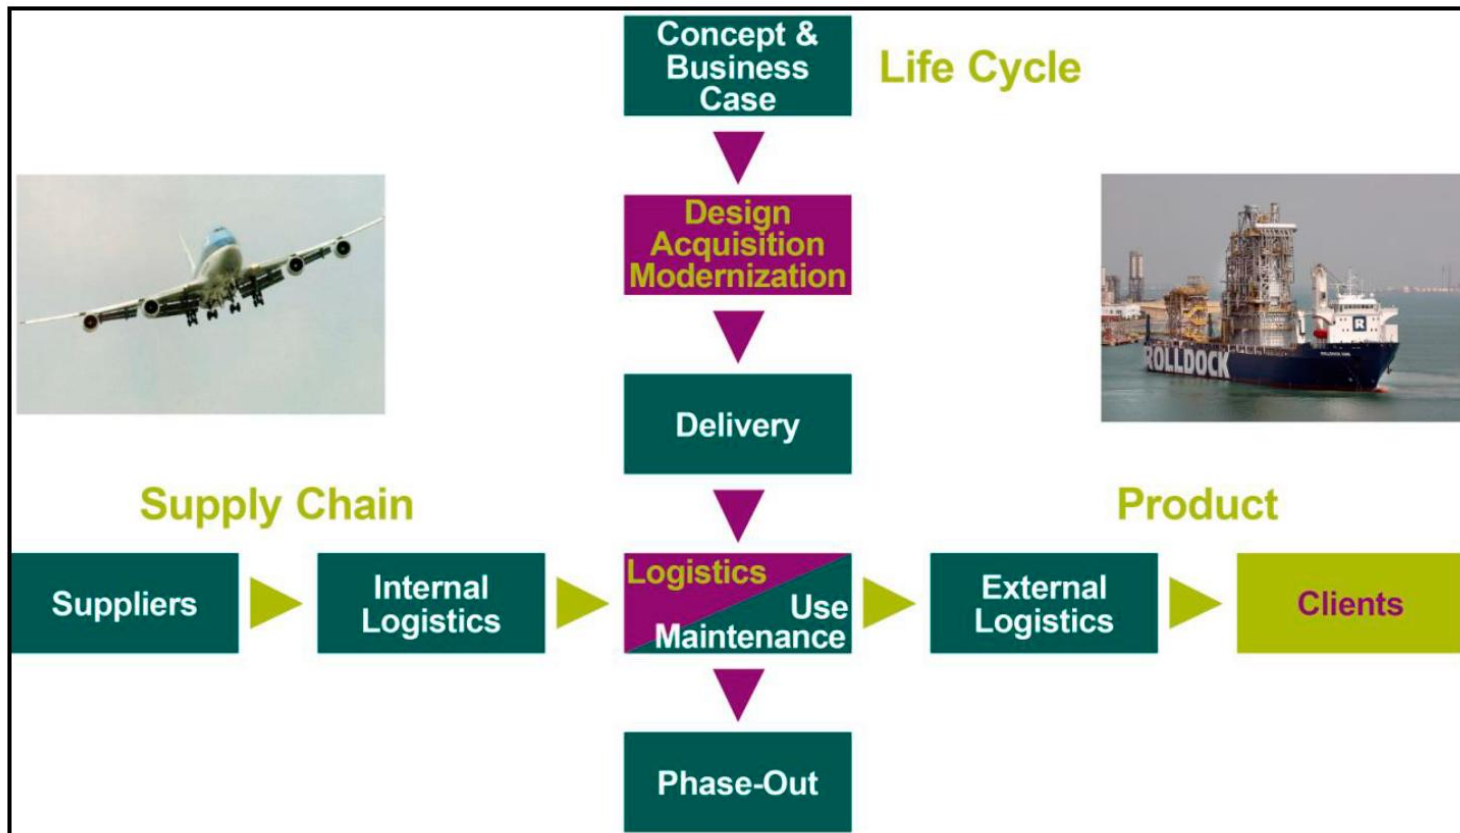 Concept &
Business
Case
Life Cycle
Design
Acquisition
Modernization
ROLLDOCK
R
Delivery
Supply Chain
Product
Suppliers
Internal
Logistics
Logistics
Use
Maintenance
External
Logistics
Clients
Phase-Out